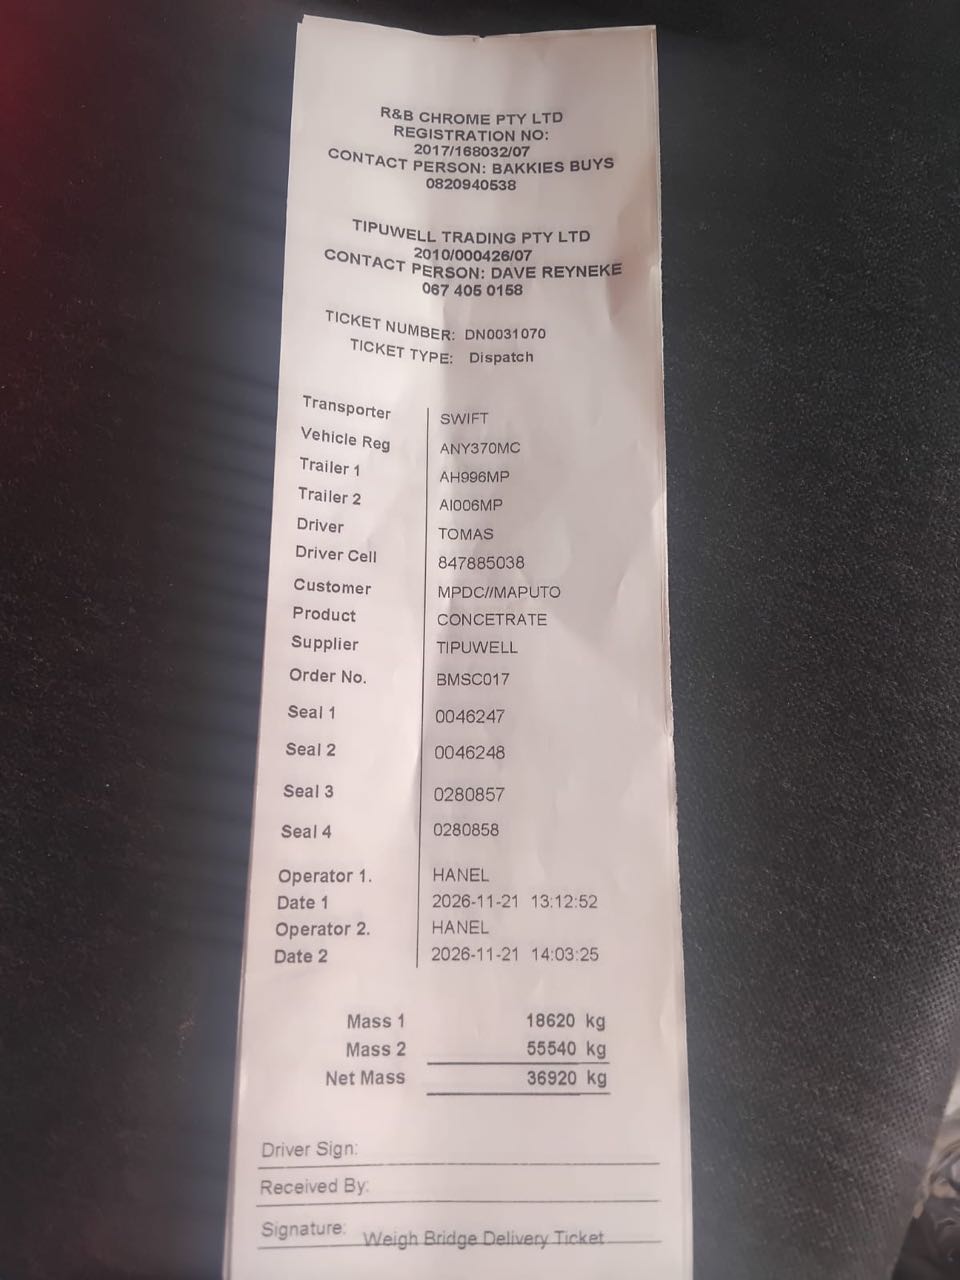 R&B CHROME PTY LTD
REGISTRATION NO:
2017/168032/07
CONTACT PERSON: BAKKIES BUYS
0820940538
TIPUWELL TRADING PTY LTD
2010/000426/07
CONTACT PERSON: DAVE REYNEKE
067 405 0158
TICKET NUMBER: DN0031070
TICKET TYPE: Dispatch
Transporter SWIFT
Vehicle Reg ANY370MC
Trailer 1 AH996MP
Trailer 2 AI006MP
Driver TOMAS
Driver Cell 847885038
Customer MPDC//MAPUTO
Product CONCETRATE
Supplier TIPUWELL
Order No. BMSC017
Seal 1 0046247
Seal 2 0046248
Seal 3 0280857
Seal 4 0280858
Operator 1. HANEL
Date 1 2026-11-21 13:12:52
Operator 2. HANEL
Date 2 2026-11-21 14:03:25
Mass 1 18620 kg
Mass 2 55540 kg
Net Mass 36920 kg
Driver Sign:
Received By:
Signature: Weigh Bridge Delivery Ticket